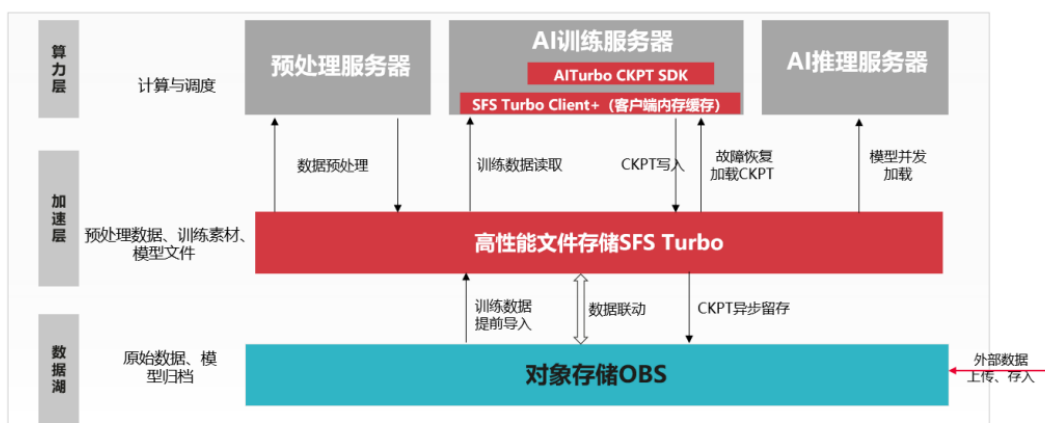 算力层
计算与调度
预处理服务器
AI训练服务器
AITurbo CKPT SDK
SFS Turbo Client+（客户端内存缓存）
AI推理服务器
数据预处理
训练数据读取
CKPT写入
故障恢复
加载CKPT
模型并发
加载
加速层
预处理数据、训练素材、
模型文件
高性能文件存储SFS Turbo
训练数据
提前导入
数据联动
CKPT异步留存
数据湖
原始数据、模
型归档
对象存储OBS
外部数据
上传、存入